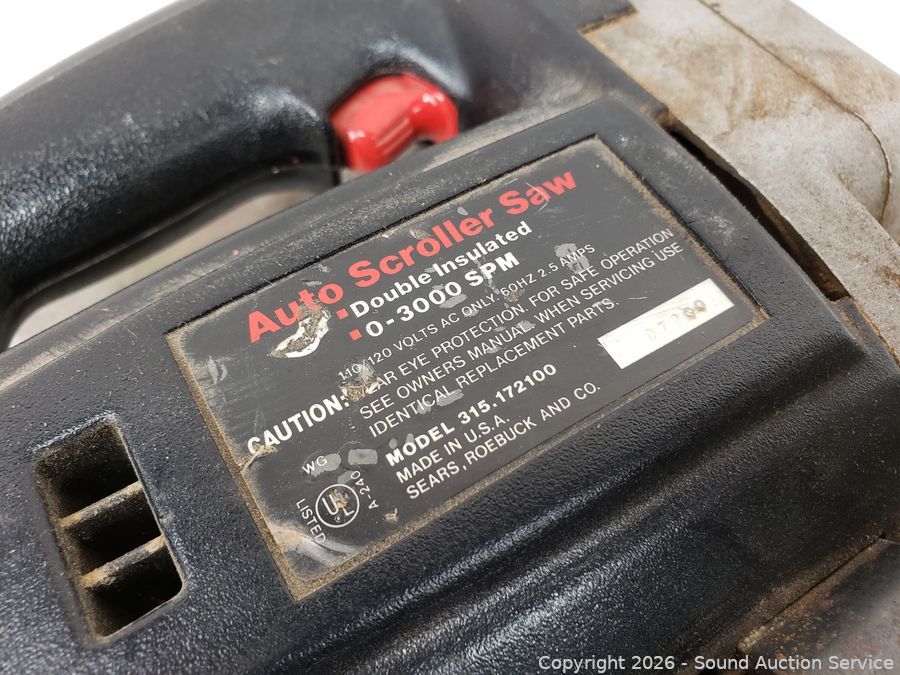 Auto Scroller Saw
Double Insulated
0-3000 SPM
110/120 VOLTS AC ONLY. 60HZ 2.5 AMPS
CAUTION: WEAR EYE PROTECTION. FOR SAFE OPERATION
SEE OWNERS MANUAL. WHEN SERVICING USE
IDENTICAL REPLACEMENT PARTS.
MODEL 315.172100
MADE IN U.S.A.
SEARS, ROEBUCK AND CO.
WG
UL
LISTED
A-240
Copyright © 2026 - Sound Auction Service